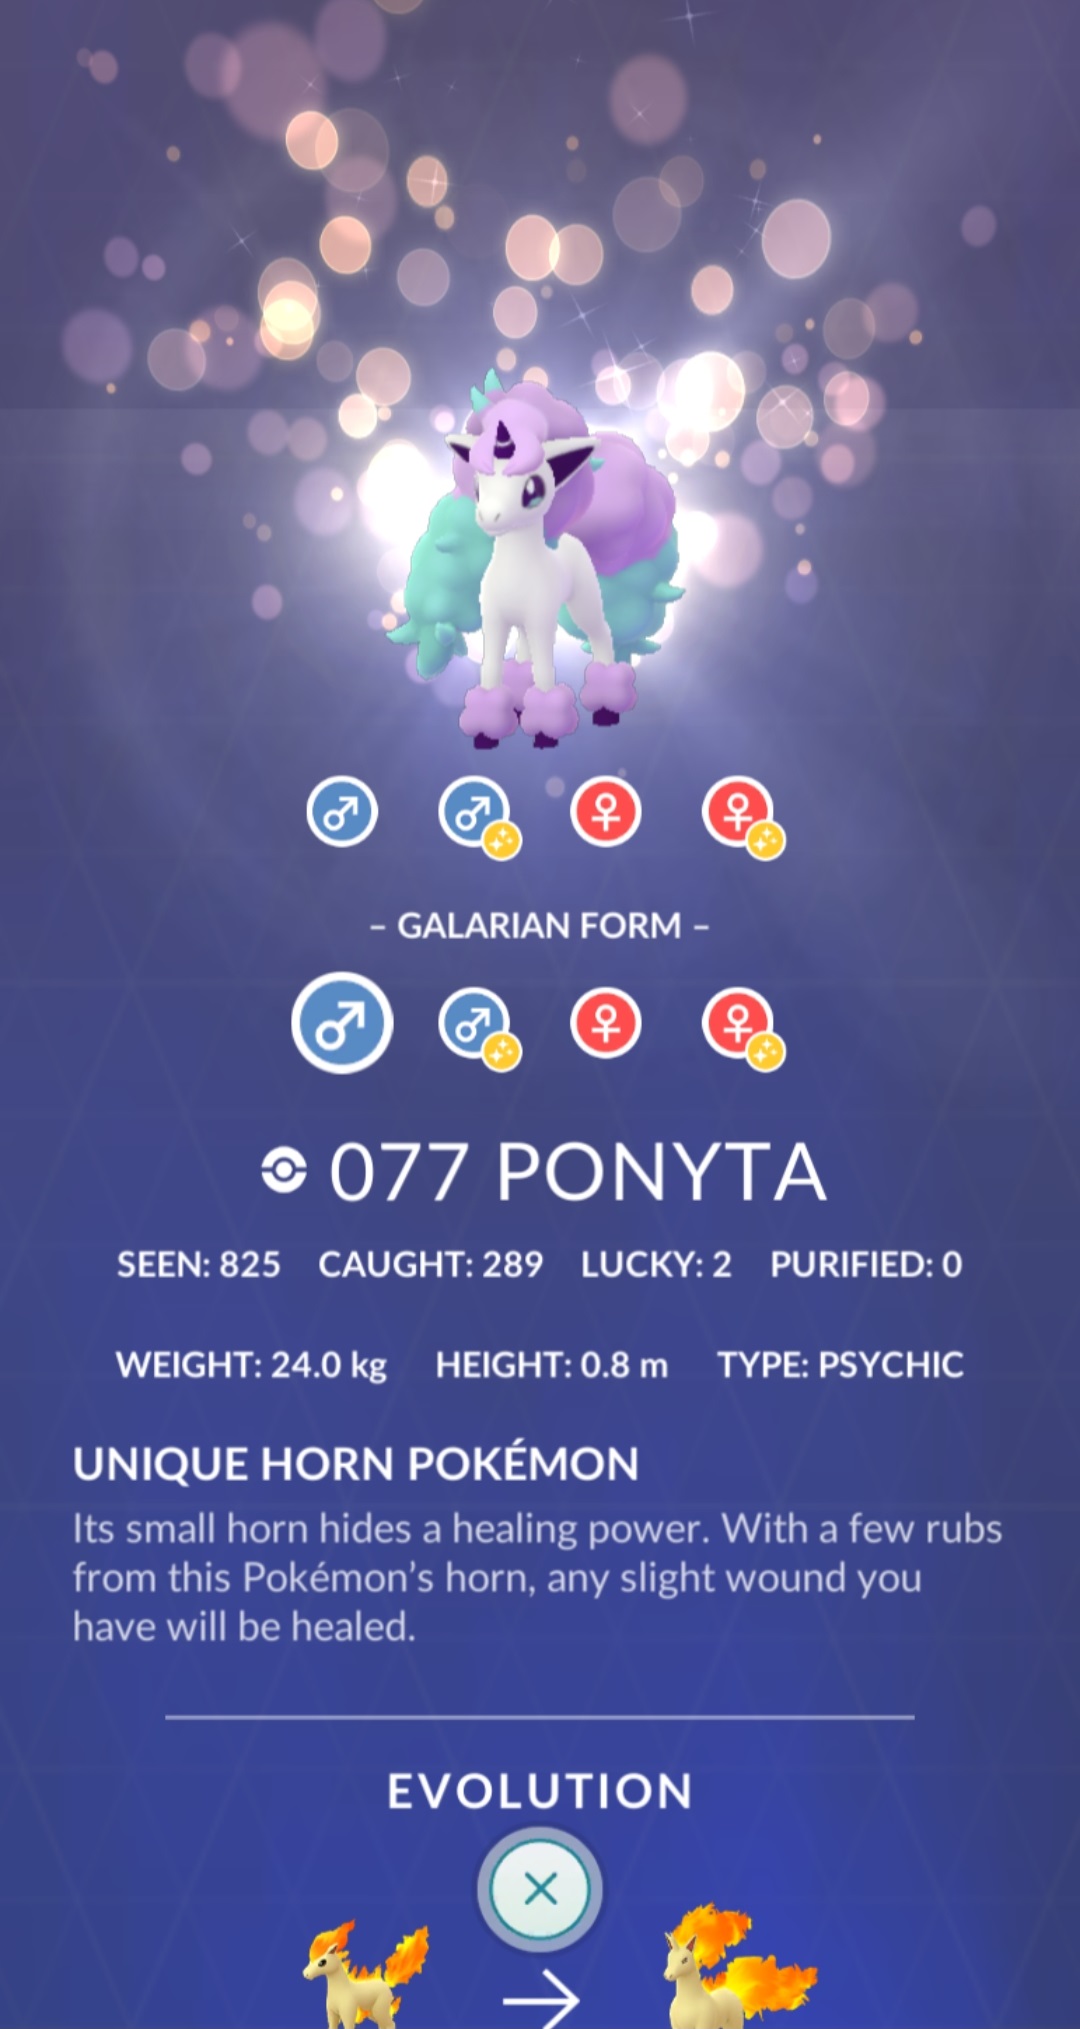 – GALARIAN FORM –
077 PONYTA
SEEN: 825 CAUGHT: 289 LUCKY: 2 PURIFIED: 0
WEIGHT: 24.0 kg HEIGHT: 0.8 m TYPE: PSYCHIC
UNIQUE HORN POKÉMON
Its small horn hides a healing power. With a few rubs
from this Pokémon’s horn, any slight wound you
have will be healed.
EVOLUTION